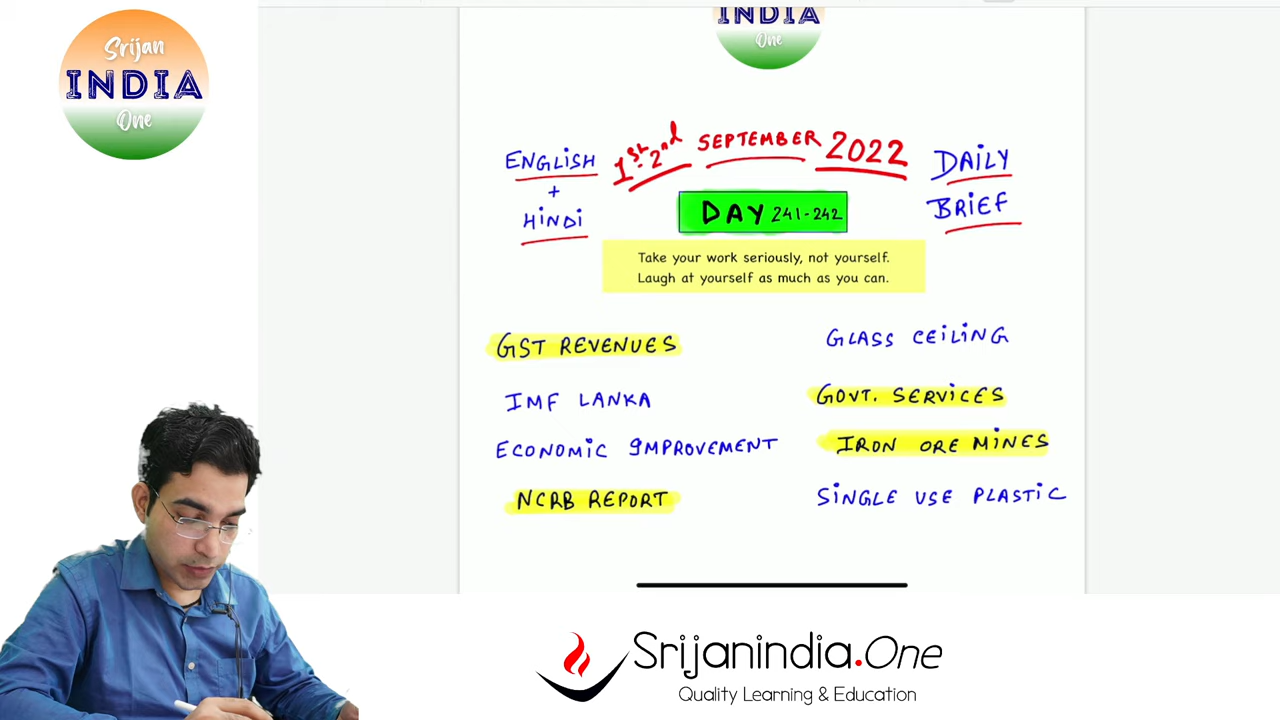 Srijan
INDIA
One
INDIA
One
1st-2nd SEPTEMBER 2022
ENGLISH
+
HINDI
DAILY
BRIEF
DAY 241-242
Take your work seriously, not yourself.
Laugh at yourself as much as you can.
GST REVENUES
IMF LANKA
ECONOMIC IMPROVEMENT
NCRB REPORT
GLASS CEILING
GOVT. SERVICES
IRON ORE MINES
SINGLE USE PLASTIC
Srijanindia.One
Quality Learning & Education